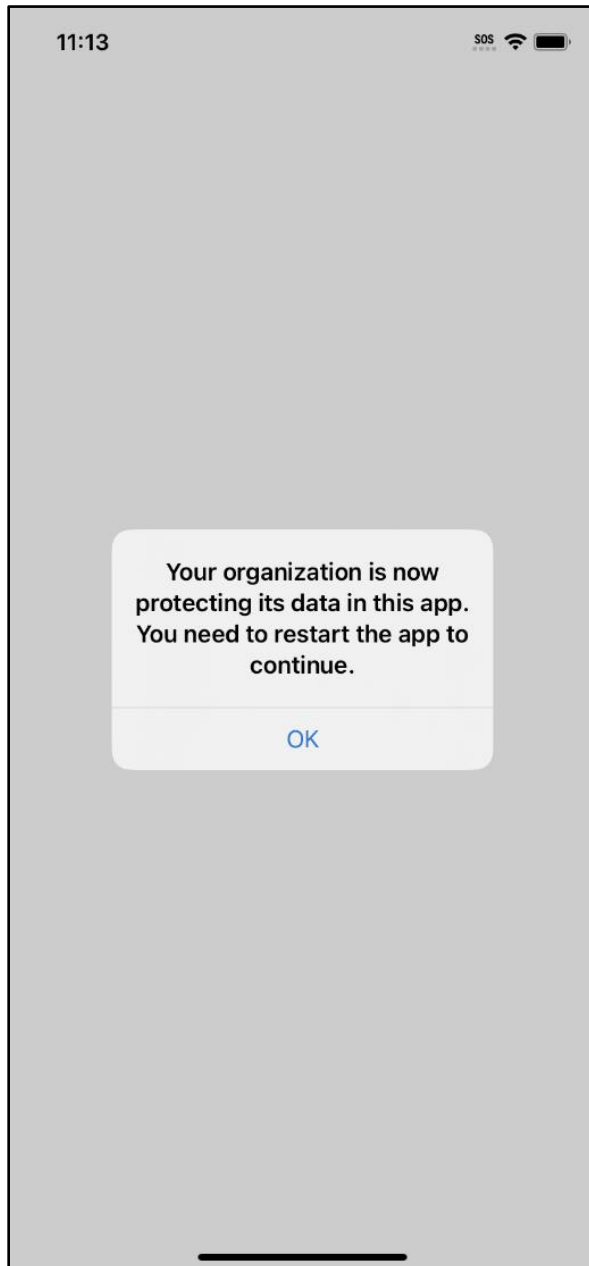 11:13
SOS
Your organization is now
protecting its data in this app.
You need to restart the app to
continue.
OK